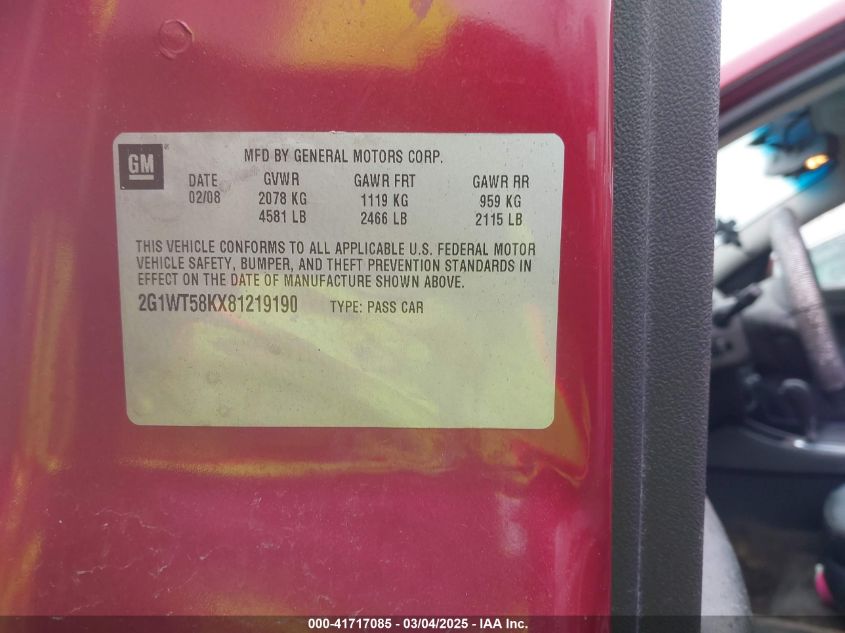 GM MFD BY GENERAL MOTORS CORP.
DATE GVWR GAWR FRT GAWR RR
02/08 2078 KG 1119 KG 959 KG
4581 LB 2466 LB 2115 LB
THIS VEHICLE CONFORMS TO ALL APPLICABLE U.S. FEDERAL MOTOR
VEHICLE SAFETY, BUMPER, AND THEFT PREVENTION STANDARDS IN
EFFECT ON THE DATE OF MANUFACTURE SHOWN ABOVE.
2G1WT58KX81219190 TYPE: PASS CAR
000-41717085 - 03/04/2025 - IAA Inc.